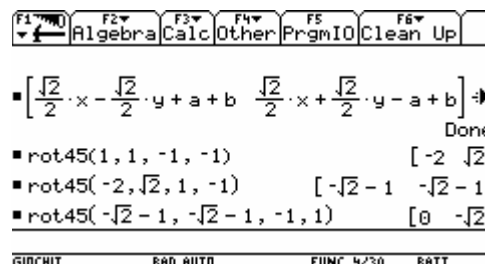 F1 F2 F3 F4 F5 F6
Algebra Calc Other PrgmIO Clean Up
[√2/2·x − √2/2·y + a + b √2/2·x + √2/2·y − a + b]
Done
rot45(1, 1, -1, -1) [-2 √2
rot45(-2, √2, 1, -1) [-√2 − 1 -√2 − 1
rot45(-√2 − 1, -√2 − 1, -1, 1) [0 -√2
RAD AUTO FUNC 4/30 BATT